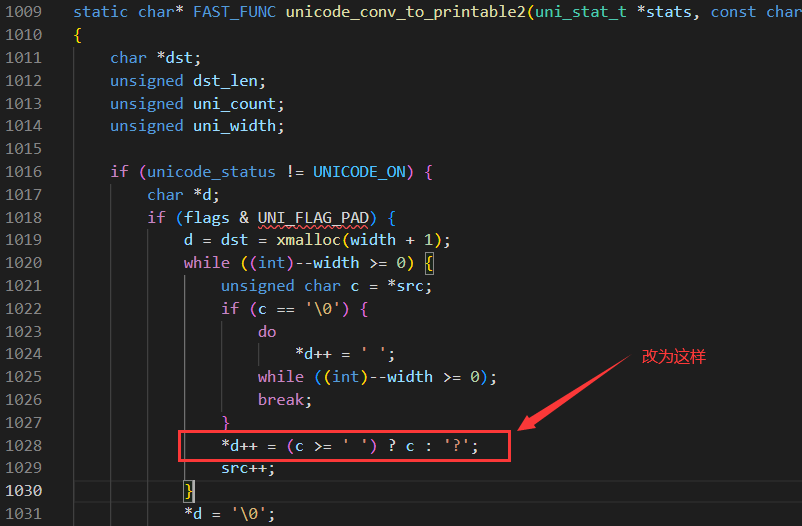 1009 static char* FAST_FUNC unicode_conv_to_printable2(uni_stat_t *stats, const char
1010 {
1011     char *dst;
1012     unsigned dst_len;
1013     unsigned uni_count;
1014     unsigned uni_width;
1015
1016     if (unicode_status != UNICODE_ON) {
1017         char *d;
1018         if (flags & UNI_FLAG_PAD) {
1019             d = dst = xmalloc(width + 1);
1020             while ((int)--width >= 0) {
1021                 unsigned char c = *src;
1022                 if (c == '\0') {
1023                     do
1024                         *d++ = ' ';
1025                     while ((int)--width >= 0);
改为这样
1026                     break;
1027                 }
1028                 *d++ = (c >= ' ') ? c : '?';
1029                 src++;
1030             }
1031             *d = '\0';